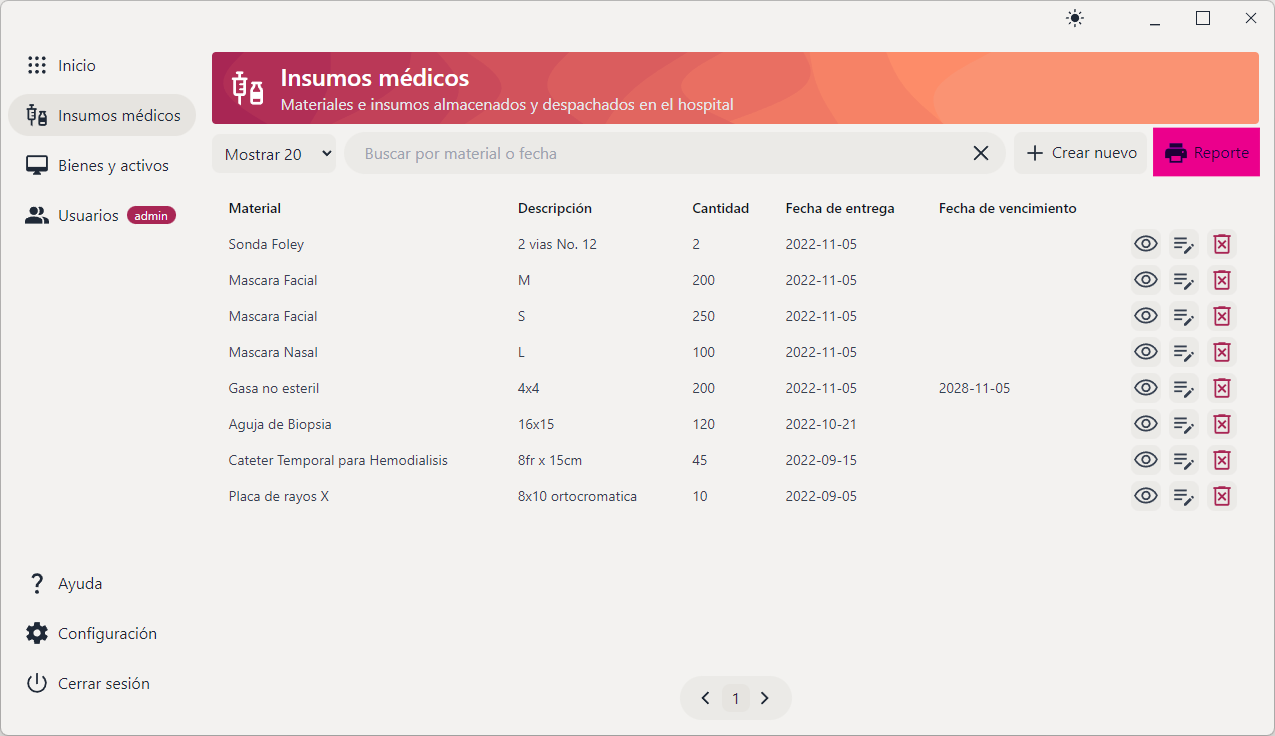 Inicio
Insumos médicos
Bienes y activos
Usuarios admin
Insumos médicos
Materiales e insumos almacenados y despachados en el hospital
Mostrar 20 Buscar por material o fecha Crear nuevo Reporte
Material Descripción Cantidad Fecha de entrega Fecha de vencimiento
Sonda Foley 2 vias No. 12 2 2022-11-05
Mascara Facial M 200 2022-11-05
Mascara Facial S 250 2022-11-05
Mascara Nasal L 100 2022-11-05
Gasa no esteril 4x4 200 2022-11-05 2028-11-05
Aguja de Biopsia 16x15 120 2022-10-21
Cateter Temporal para Hemodialisis 8fr x 15cm 45 2022-09-15
Placa de rayos X 8x10 ortocromatica 10 2022-09-05
Ayuda
Configuración
Cerrar sesión
1